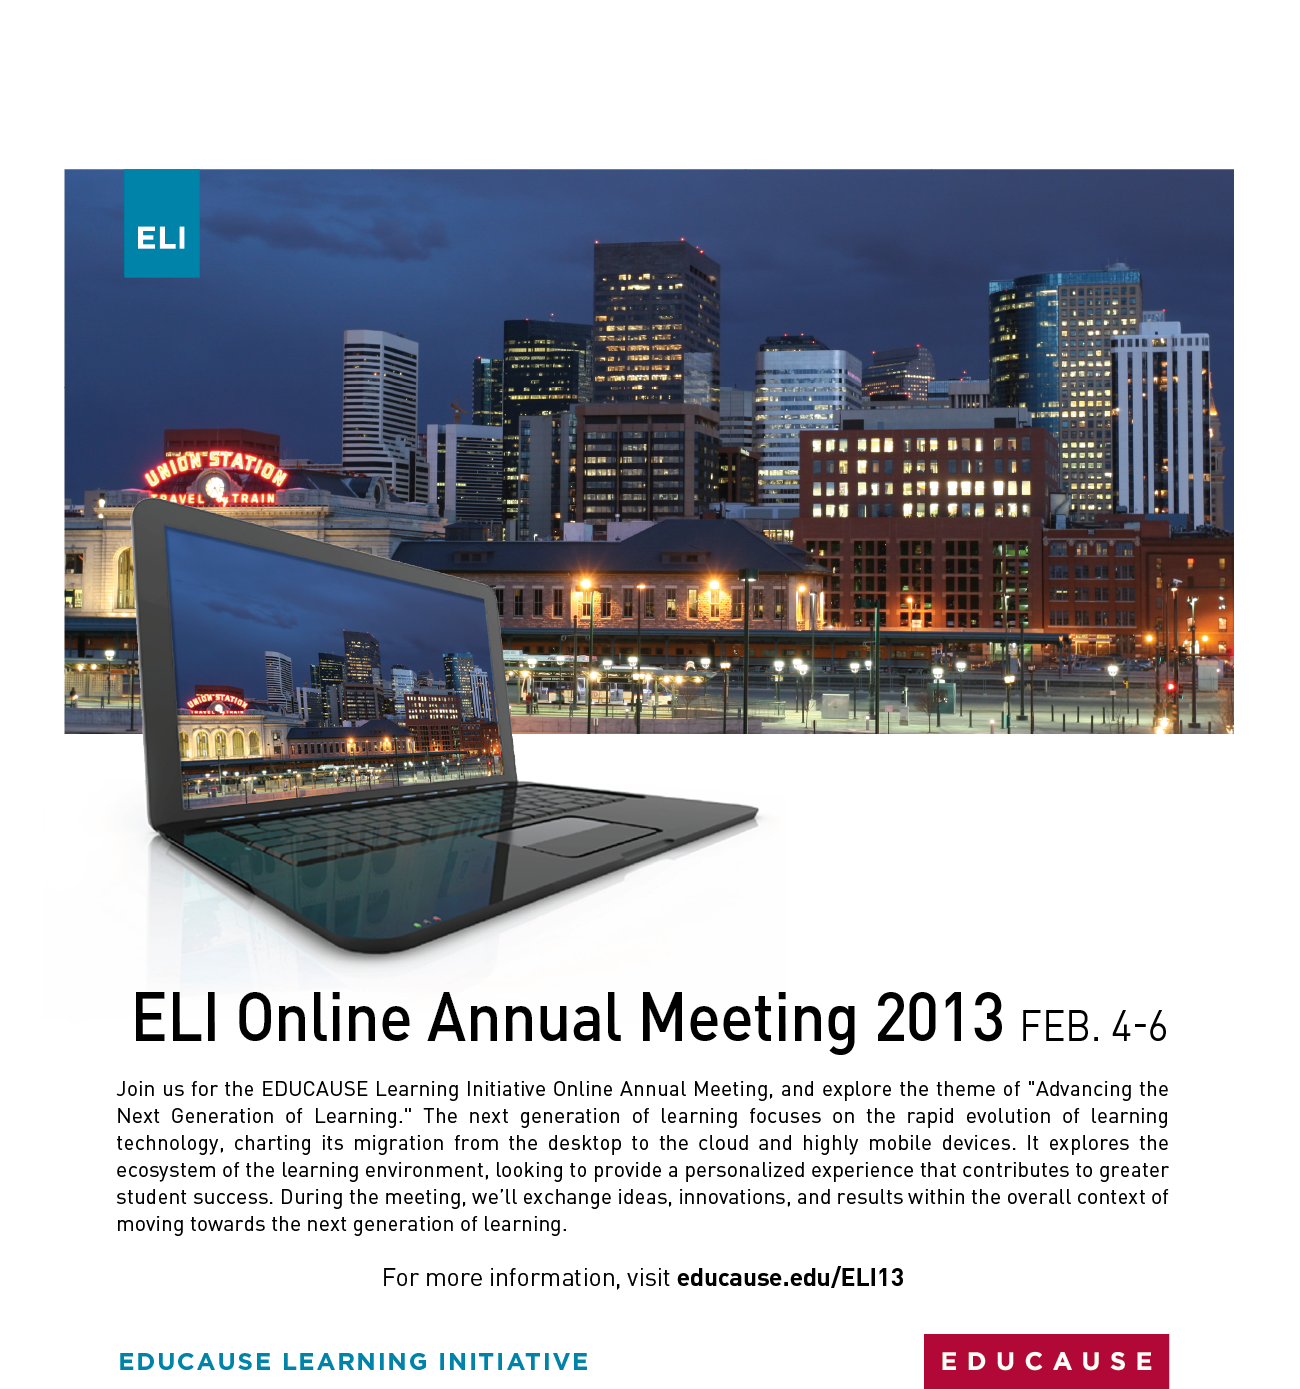 ELI
UNION STATION
TRAVEL by TRAIN
UNION STATION
TRAVEL TRAIN
ELI Online Annual Meeting 2013 FEB. 4-6
Join us for the EDUCAUSE Learning Initiative Online Annual Meeting, and explore the theme of "Advancing the
Next Generation of Learning." The next generation of learning focuses on the rapid evolution of learning
technology, charting its migration from the desktop to the cloud and highly mobile devices. It explores the
ecosystem of the learning environment, looking to provide a personalized experience that contributes to greater
student success. During the meeting, we’ll exchange ideas, innovations, and results within the overall context of
moving towards the next generation of learning.
For more information, visit educause.edu/ELI13
EDUCAUSE LEARNING INITIATIVE
EDUCAUSE